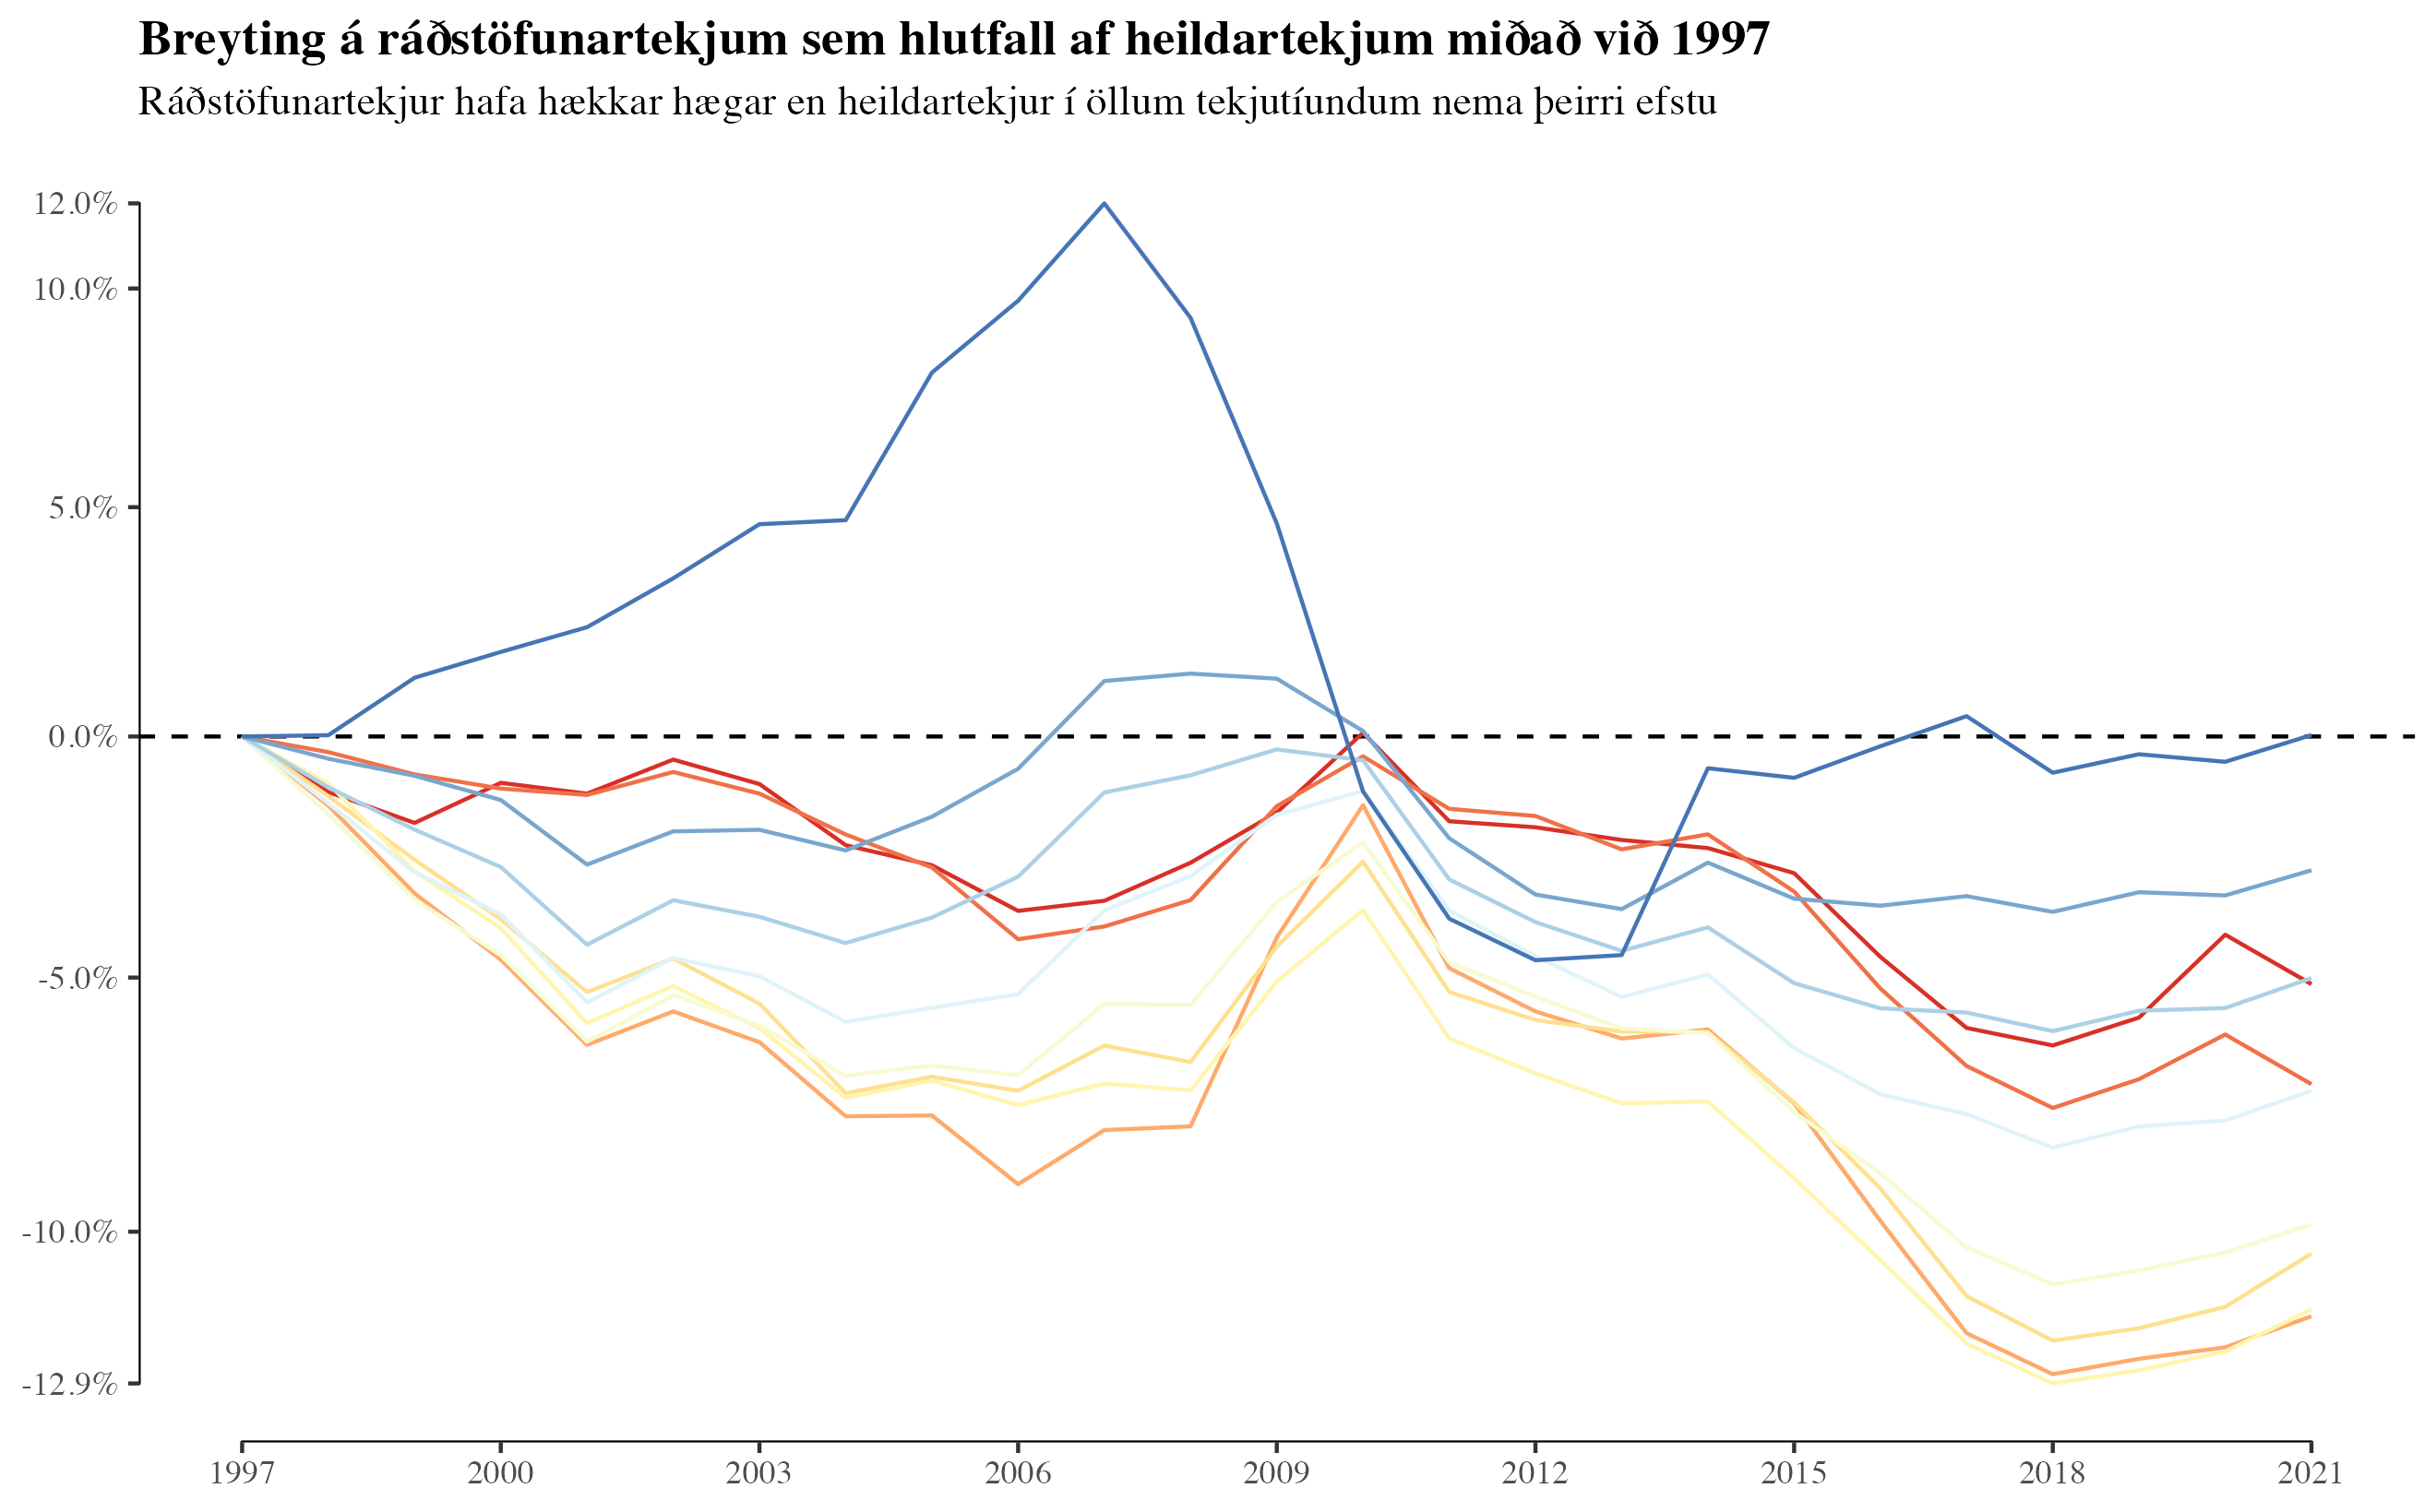 Breyting á ráðstöfunartekjum sem hlutfall af heildartekjum miðað við 1997
Ráðstöfunartekjur hafa hækkar hægar en heildartekjur í öllum tekjutíundum nema þeirri efstu
12.0%
10.0%
5.0%
0.0%
-5.0%
-10.0%
-12.9%
1997 2000 2003 2006 2009 2012 2015 2018 2021